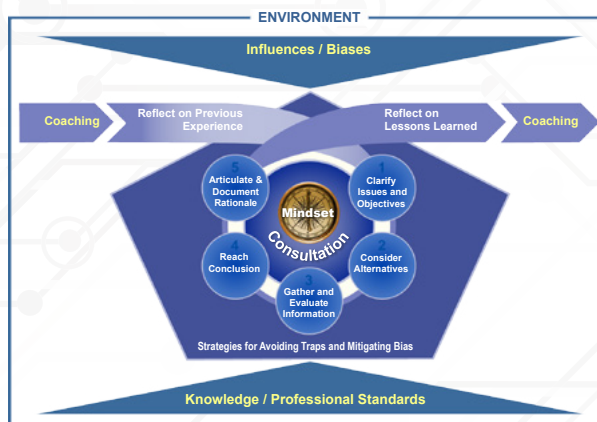 ENVIRONMENT
Influences / Biases
Coaching
Reflect on Previous
Experience
Reflect on
Lessons Learned
Coaching
5
Articulate &
Document
Rationale
1
Clarify
Issues and
Objectives
Mindset
Consultation
4
Reach
Conclusion
2
Consider
Alternatives
3
Gather and
Evaluate
Information
Strategies for Avoiding Traps and Mitigating Bias
Knowledge / Professional Standards